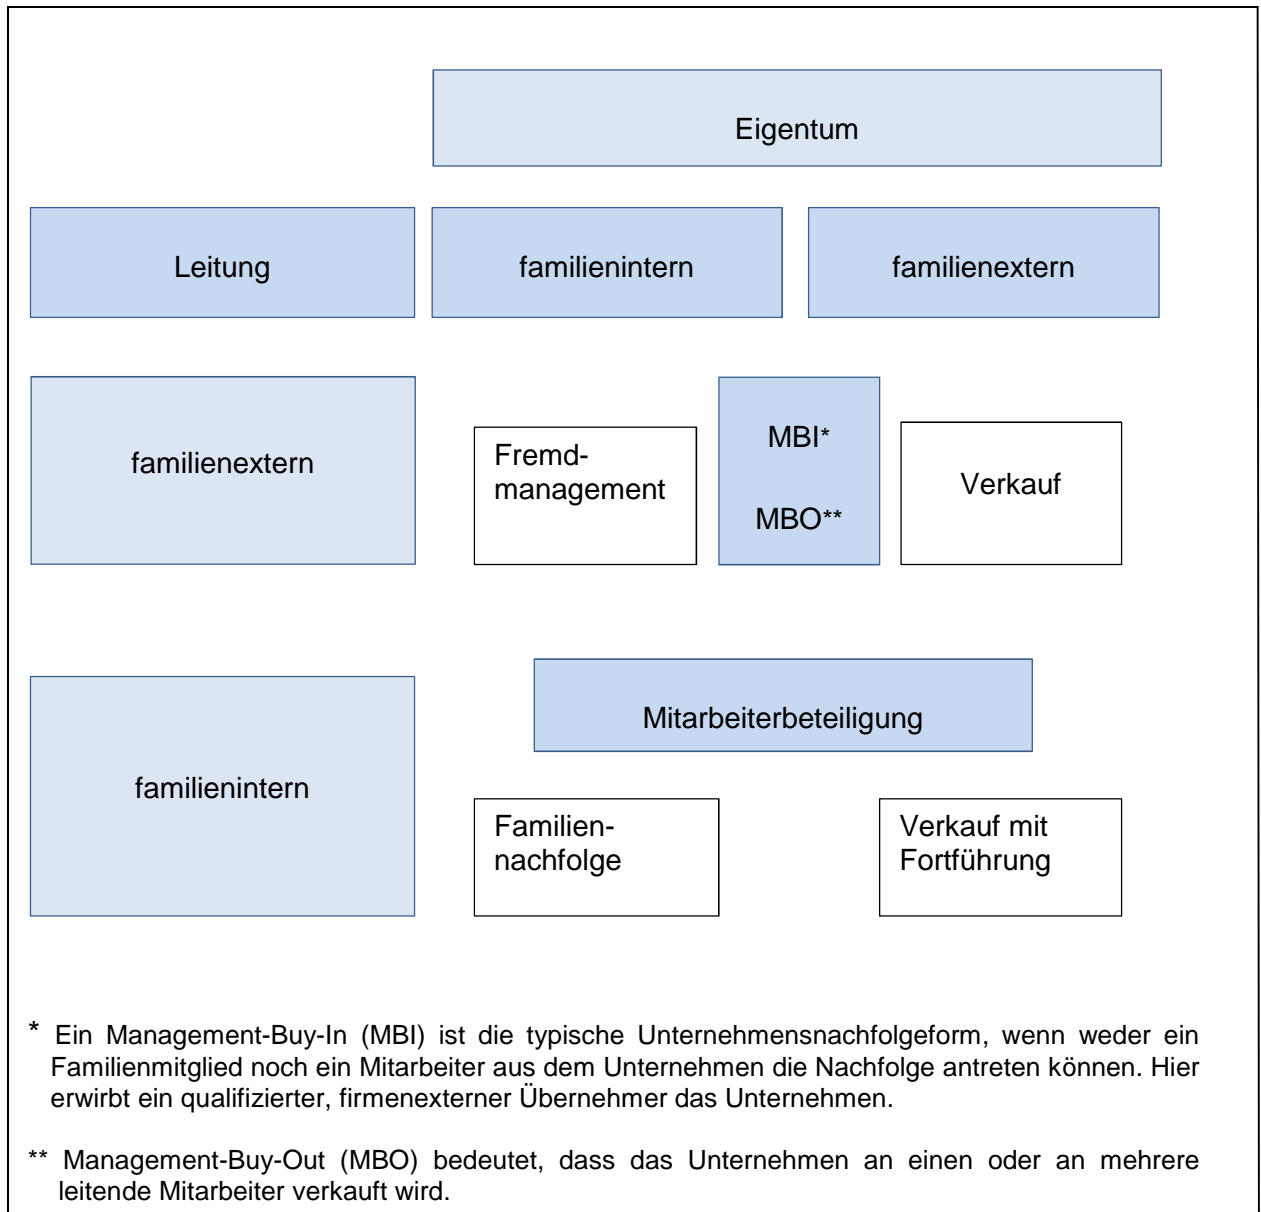 Eigentum
Leitung
familienintern
familienextern
familienextern
Fremd-
management
MBI*
MBO**
Verkauf
familienintern
Mitarbeiterbeteiligung
Familien-
nachfolge
Verkauf mit
Fortführung
* Ein Management-Buy-In (MBI) ist die typische Unternehmensnachfolgeform, wenn weder ein
Familienmitglied noch ein Mitarbeiter aus dem Unternehmen die Nachfolge antreten können. Hier
erwirbt ein qualifizierter, firmenexterner Übernehmer das Unternehmen.
** Management-Buy-Out (MBO) bedeutet, dass das Unternehmen an einen oder an mehrere
leitende Mitarbeiter verkauft wird.